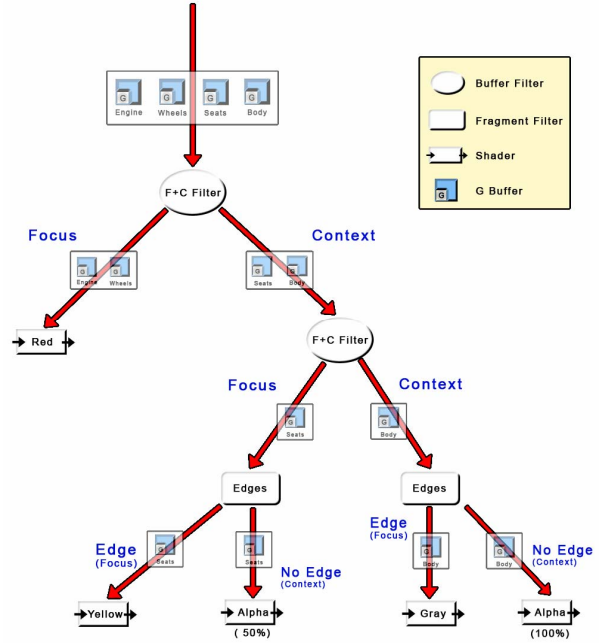 G G G G
Engine Wheels Seats Body
Buffer Filter
Fragment Filter
Shader
G G Buffer
F+C Filter
Focus Context
G G G G
Engine Wheels Seats Body
Red
F+C Filter
Focus Context
G G
Seats Body
Edges Edges
Edge
(Focus)
G
Seats
G
Seats
No Edge
(Context)
Edge
(Focus)
G
Body
G
Body
No Edge
(Context)
Yellow Alpha Gray Alpha
( 50%) (100%)